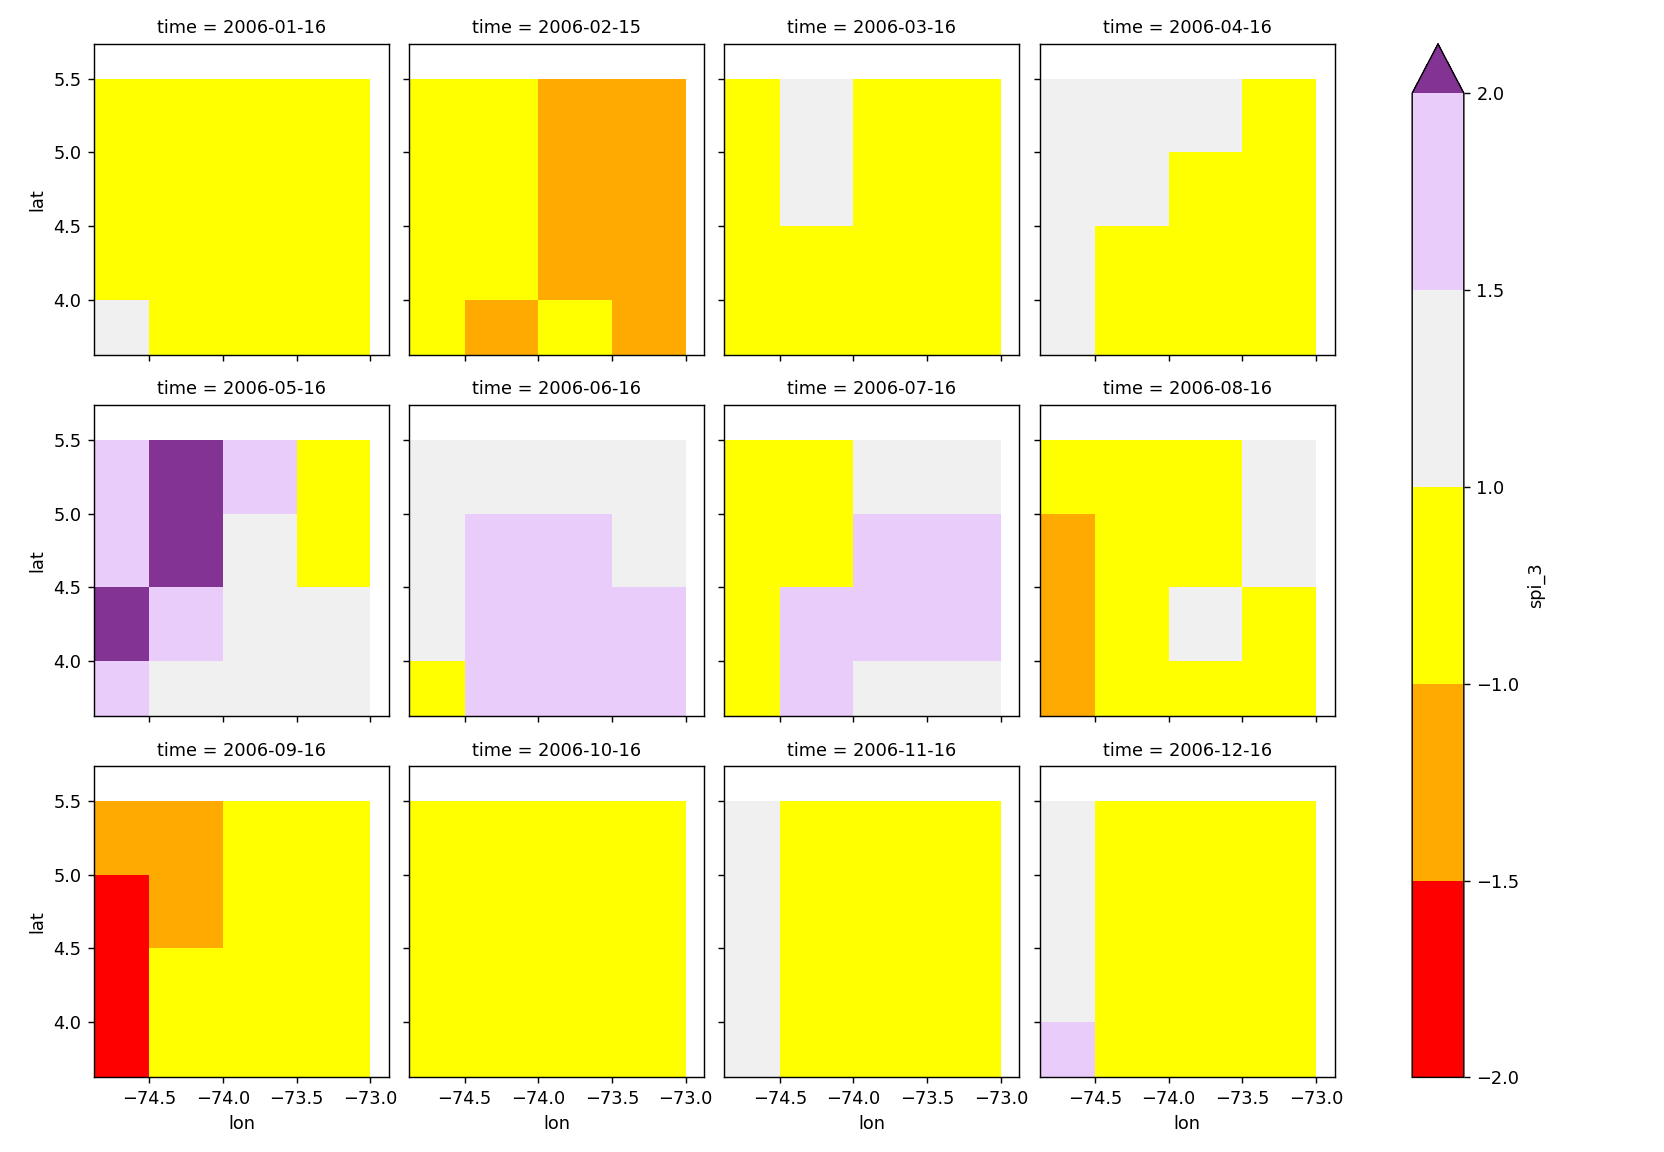 time = 2006-01-16
time = 2006-02-15
time = 2006-03-16
time = 2006-04-16
5.5
5.0
4.5
4.0
lat
time = 2006-05-16
time = 2006-06-16
time = 2006-07-16
time = 2006-08-16
5.5
5.0
4.5
4.0
lat
time = 2006-09-16
time = 2006-10-16
time = 2006-11-16
time = 2006-12-16
5.5
5.0
4.5
4.0
lat
−74.5 −74.0 −73.5 −73.0
lon
−74.5 −74.0 −73.5 −73.0
lon
−74.5 −74.0 −73.5 −73.0
lon
−74.5 −74.0 −73.5 −73.0
lon
2.0
1.5
1.0
−1.0
−1.5
−2.0
spi_3